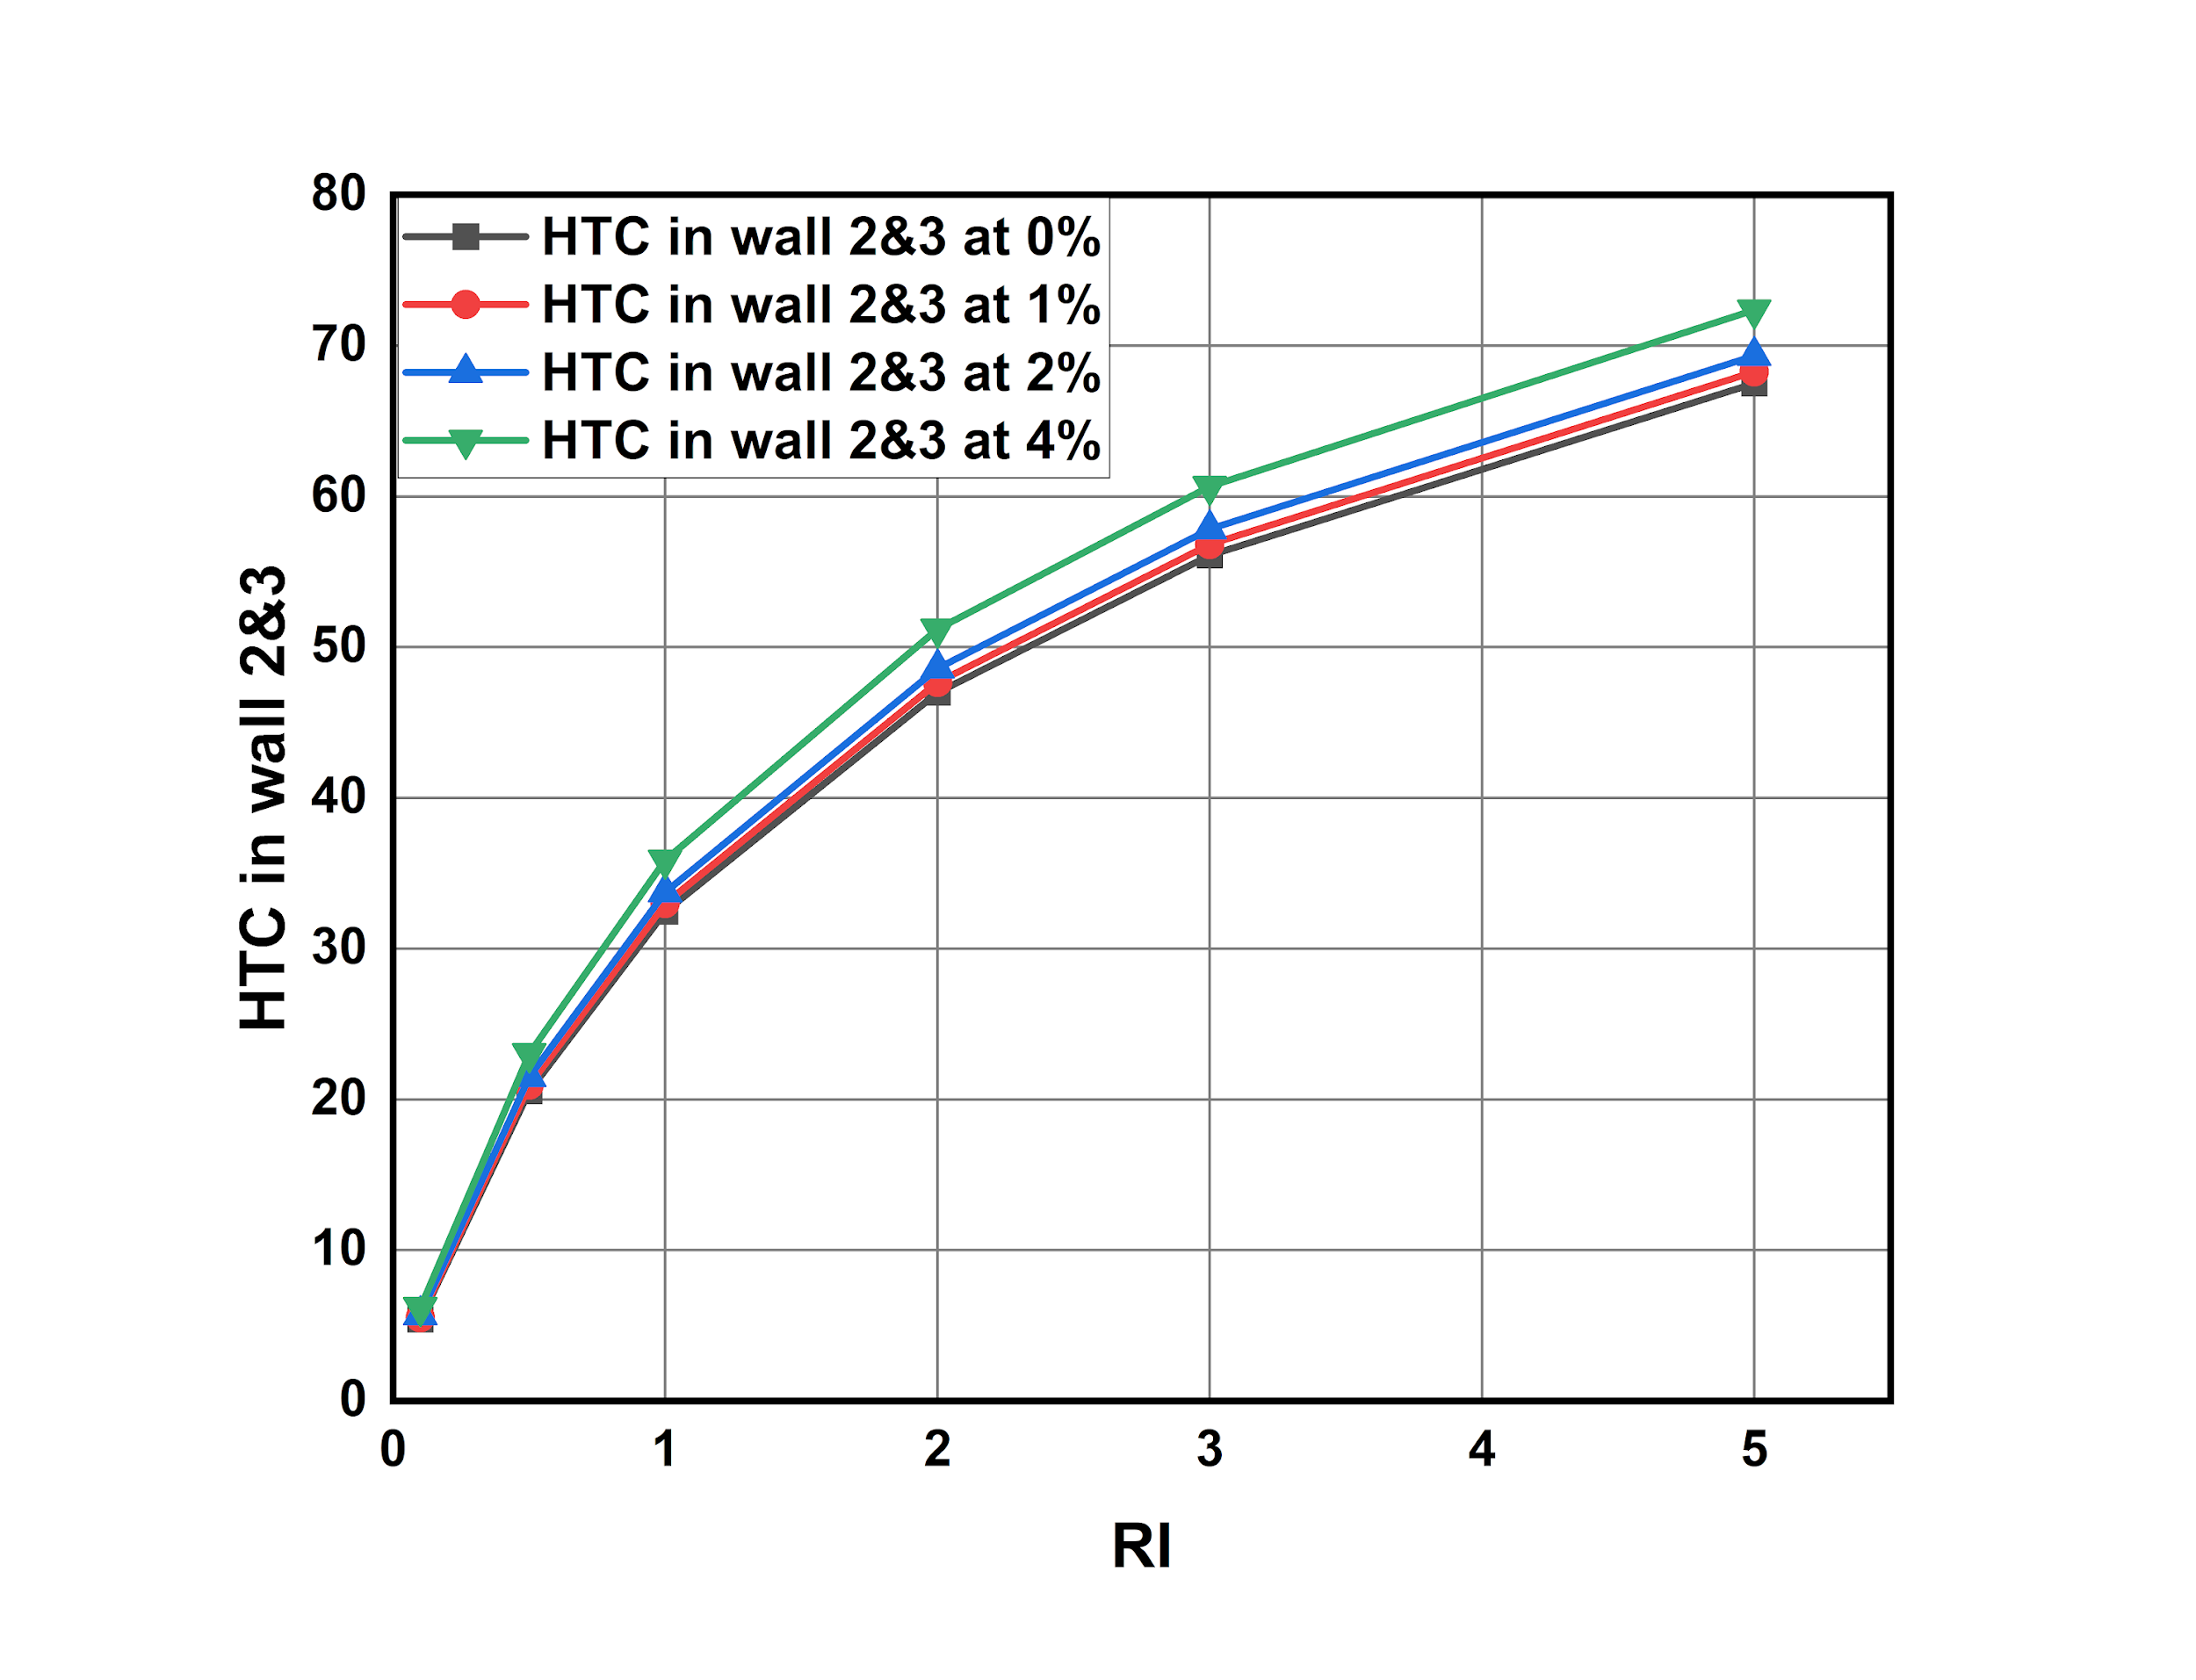 HTC in wall 2&3 at 0%
HTC in wall 2&3 at 1%
HTC in wall 2&3 at 2%
HTC in wall 2&3 at 4%
80
70
60
50
40
30
20
10
0
HTC in wall 2&3
0 1 2 3 4 5
RI